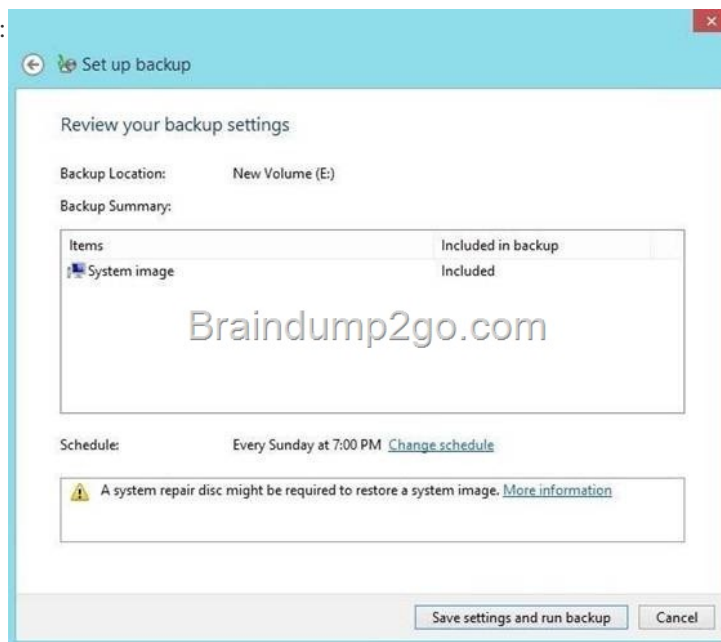 :
Set up backup
Review your backup settings
Backup Location: New Volume (E:)
Backup Summary:
Items Included in backup
System image Included
Braindump2go.com
Schedule: Every Sunday at 7:00 PM Change schedule
A system repair disc might be required to restore a system image. More information
Save settings and run backup Cancel